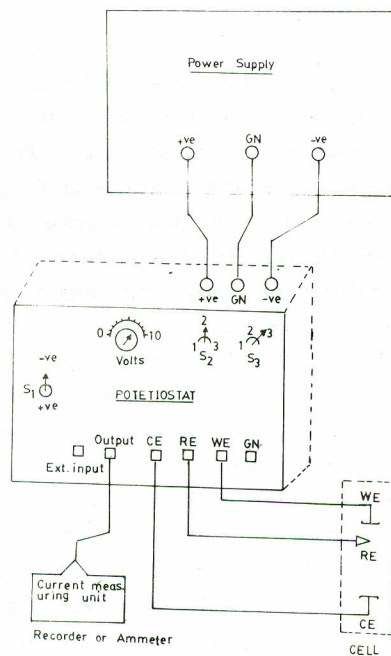 Power Supply
+ve GN -ve
+ve GN -ve
0 10 Volts
1 2 3 S2
1 2 3 S3
-ve
S1
+ve
POTETIOSTAT
Ext. input
Output CE RE WE GN
WE
RE
CE
CELL
Current meas
uring unit
Recorder or Ammeter